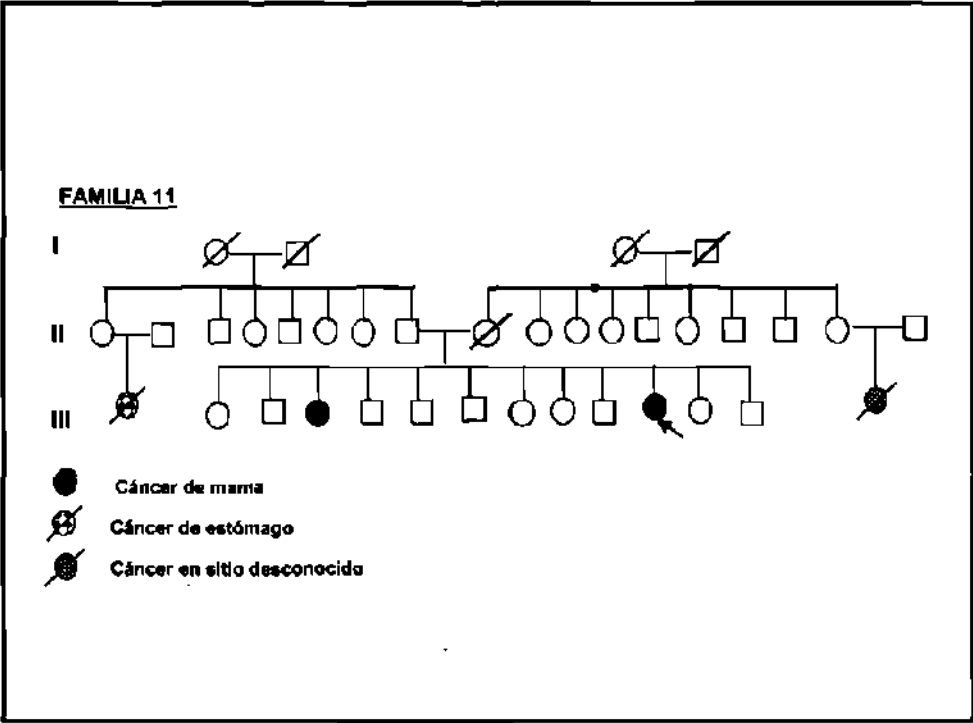 FAMILIA 11
I
II
III
Cáncer de mama
Cáncer de estómago
Cáncer en sitio desconocido